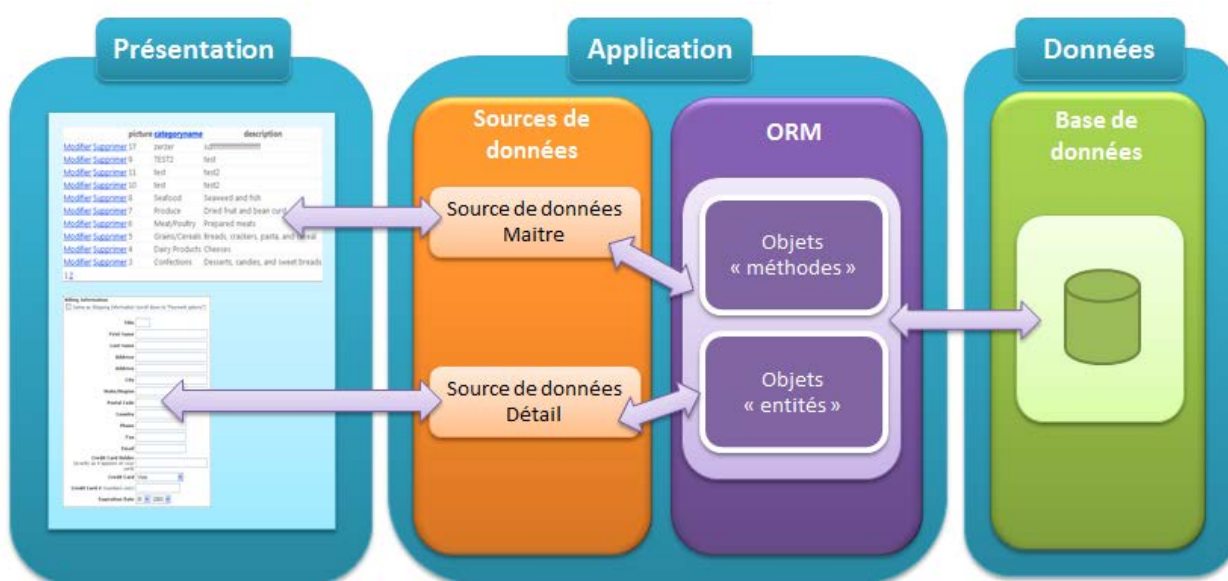 Présentation
Application
Données
picture categoryname description
Modifier Supprimer 17 zerzer
Modifier Supprimer 9 TEST2 test
Modifier Supprimer 11 test test2
Modifier Supprimer 10 test test2
Modifier Supprimer 8 Seafood Seaweed and fish
Modifier Supprimer 7 Produce Dried fruit and bean curd
Modifier Supprimer 6 Meat/Poultry Prepared meats
Modifier Supprimer 5 Grains/Cereals Breads, crackers, pasta, and cereal
Modifier Supprimer 4 Dairy Products Cheeses
Modifier Supprimer 3 Confections Desserts, candies, and sweet breads
1 2
Billing Information
Title
First Name
Last Name
Address
Address
City
State/Region
Postal Code
Country
Phone
Fax
Email
Credit Card Holder
Credit Card Visa
Credit Card #
Expiration Date
Sources de
données
Source de données
Maitre
Source de données
Détail
ORM
Objets
« méthodes »
Objets
« entités »
Base de
données